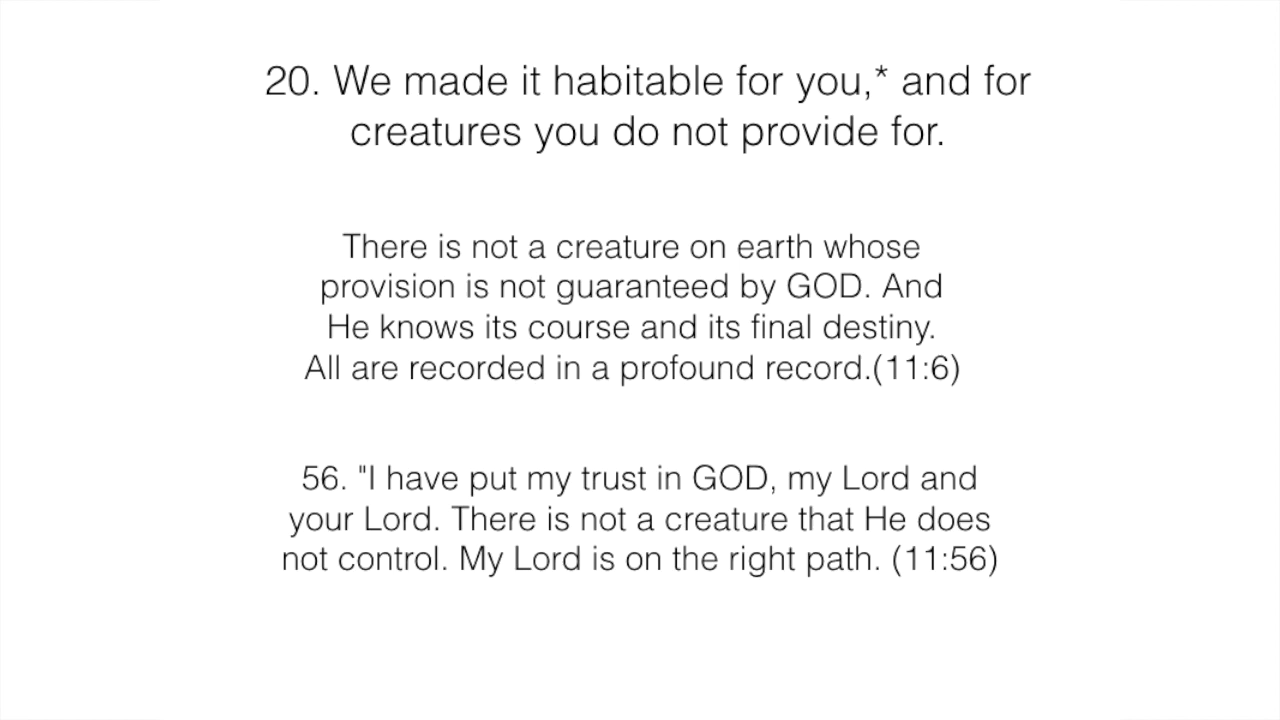 20. We made it habitable for you,* and for
creatures you do not provide for.
There is not a creature on earth whose
provision is not guaranteed by GOD. And
He knows its course and its final destiny.
All are recorded in a profound record.(11:6)
56. "I have put my trust in GOD, my Lord and
your Lord. There is not a creature that He does
not control. My Lord is on the right path. (11:56)